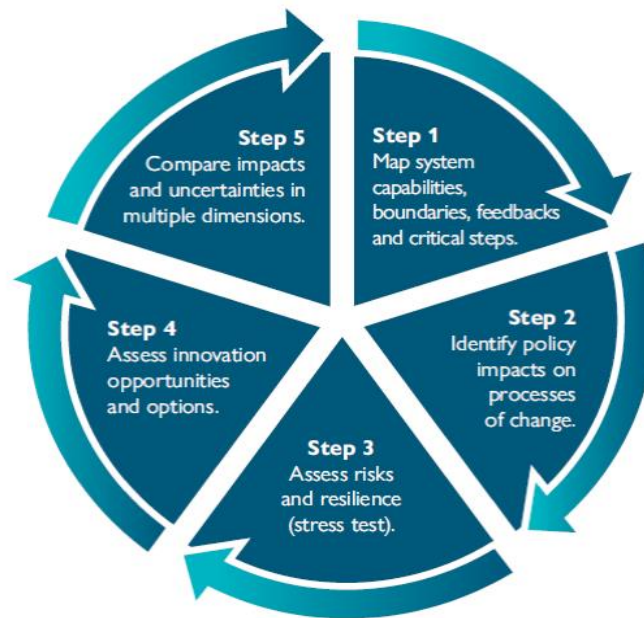 Step 1
Map system
capabilities,
boundaries, feedbacks
and critical steps.
Step 2
Identify policy
impacts on
processes
of change.
Step 3
Assess risks
and resilience
(stress test).
Step 4
Assess innovation
opportunities
and options.
Step 5
Compare impacts
and uncertainties in
multiple dimensions.